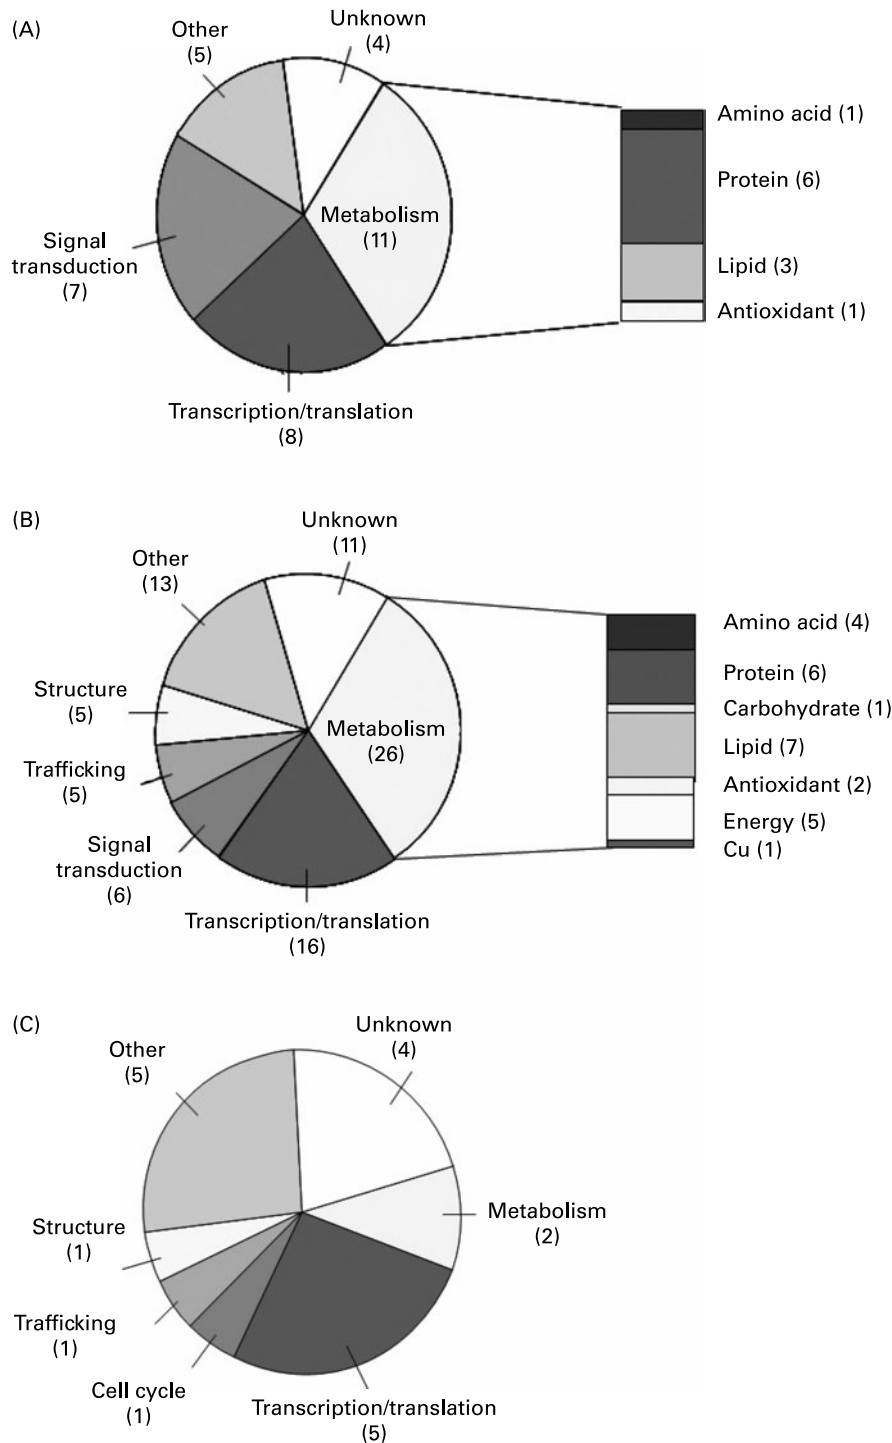 (A)
Unknown
(4)
Other
(5)
Amino acid (1)
Protein (6)
Metabolism
(11)
Signal
transduction
(7)
Lipid (3)
Antioxidant (1)
Transcription/translation
(8)
(B)
Unknown
(11)
Other
(13)
Amino acid (4)
Protein (6)
Structure
(5)
Carbohydrate (1)
Metabolism
(26)
Lipid (7)
Trafficking
(5)
Antioxidant (2)
Energy (5)
Signal
transduction
(6)
Cu (1)
Transcription/translation
(16)
(C)
Unknown
(4)
Other
(5)
Metabolism
(2)
Structure
(1)
Trafficking
(1)
Cell cycle
(1)
Transcription/translation
(5)